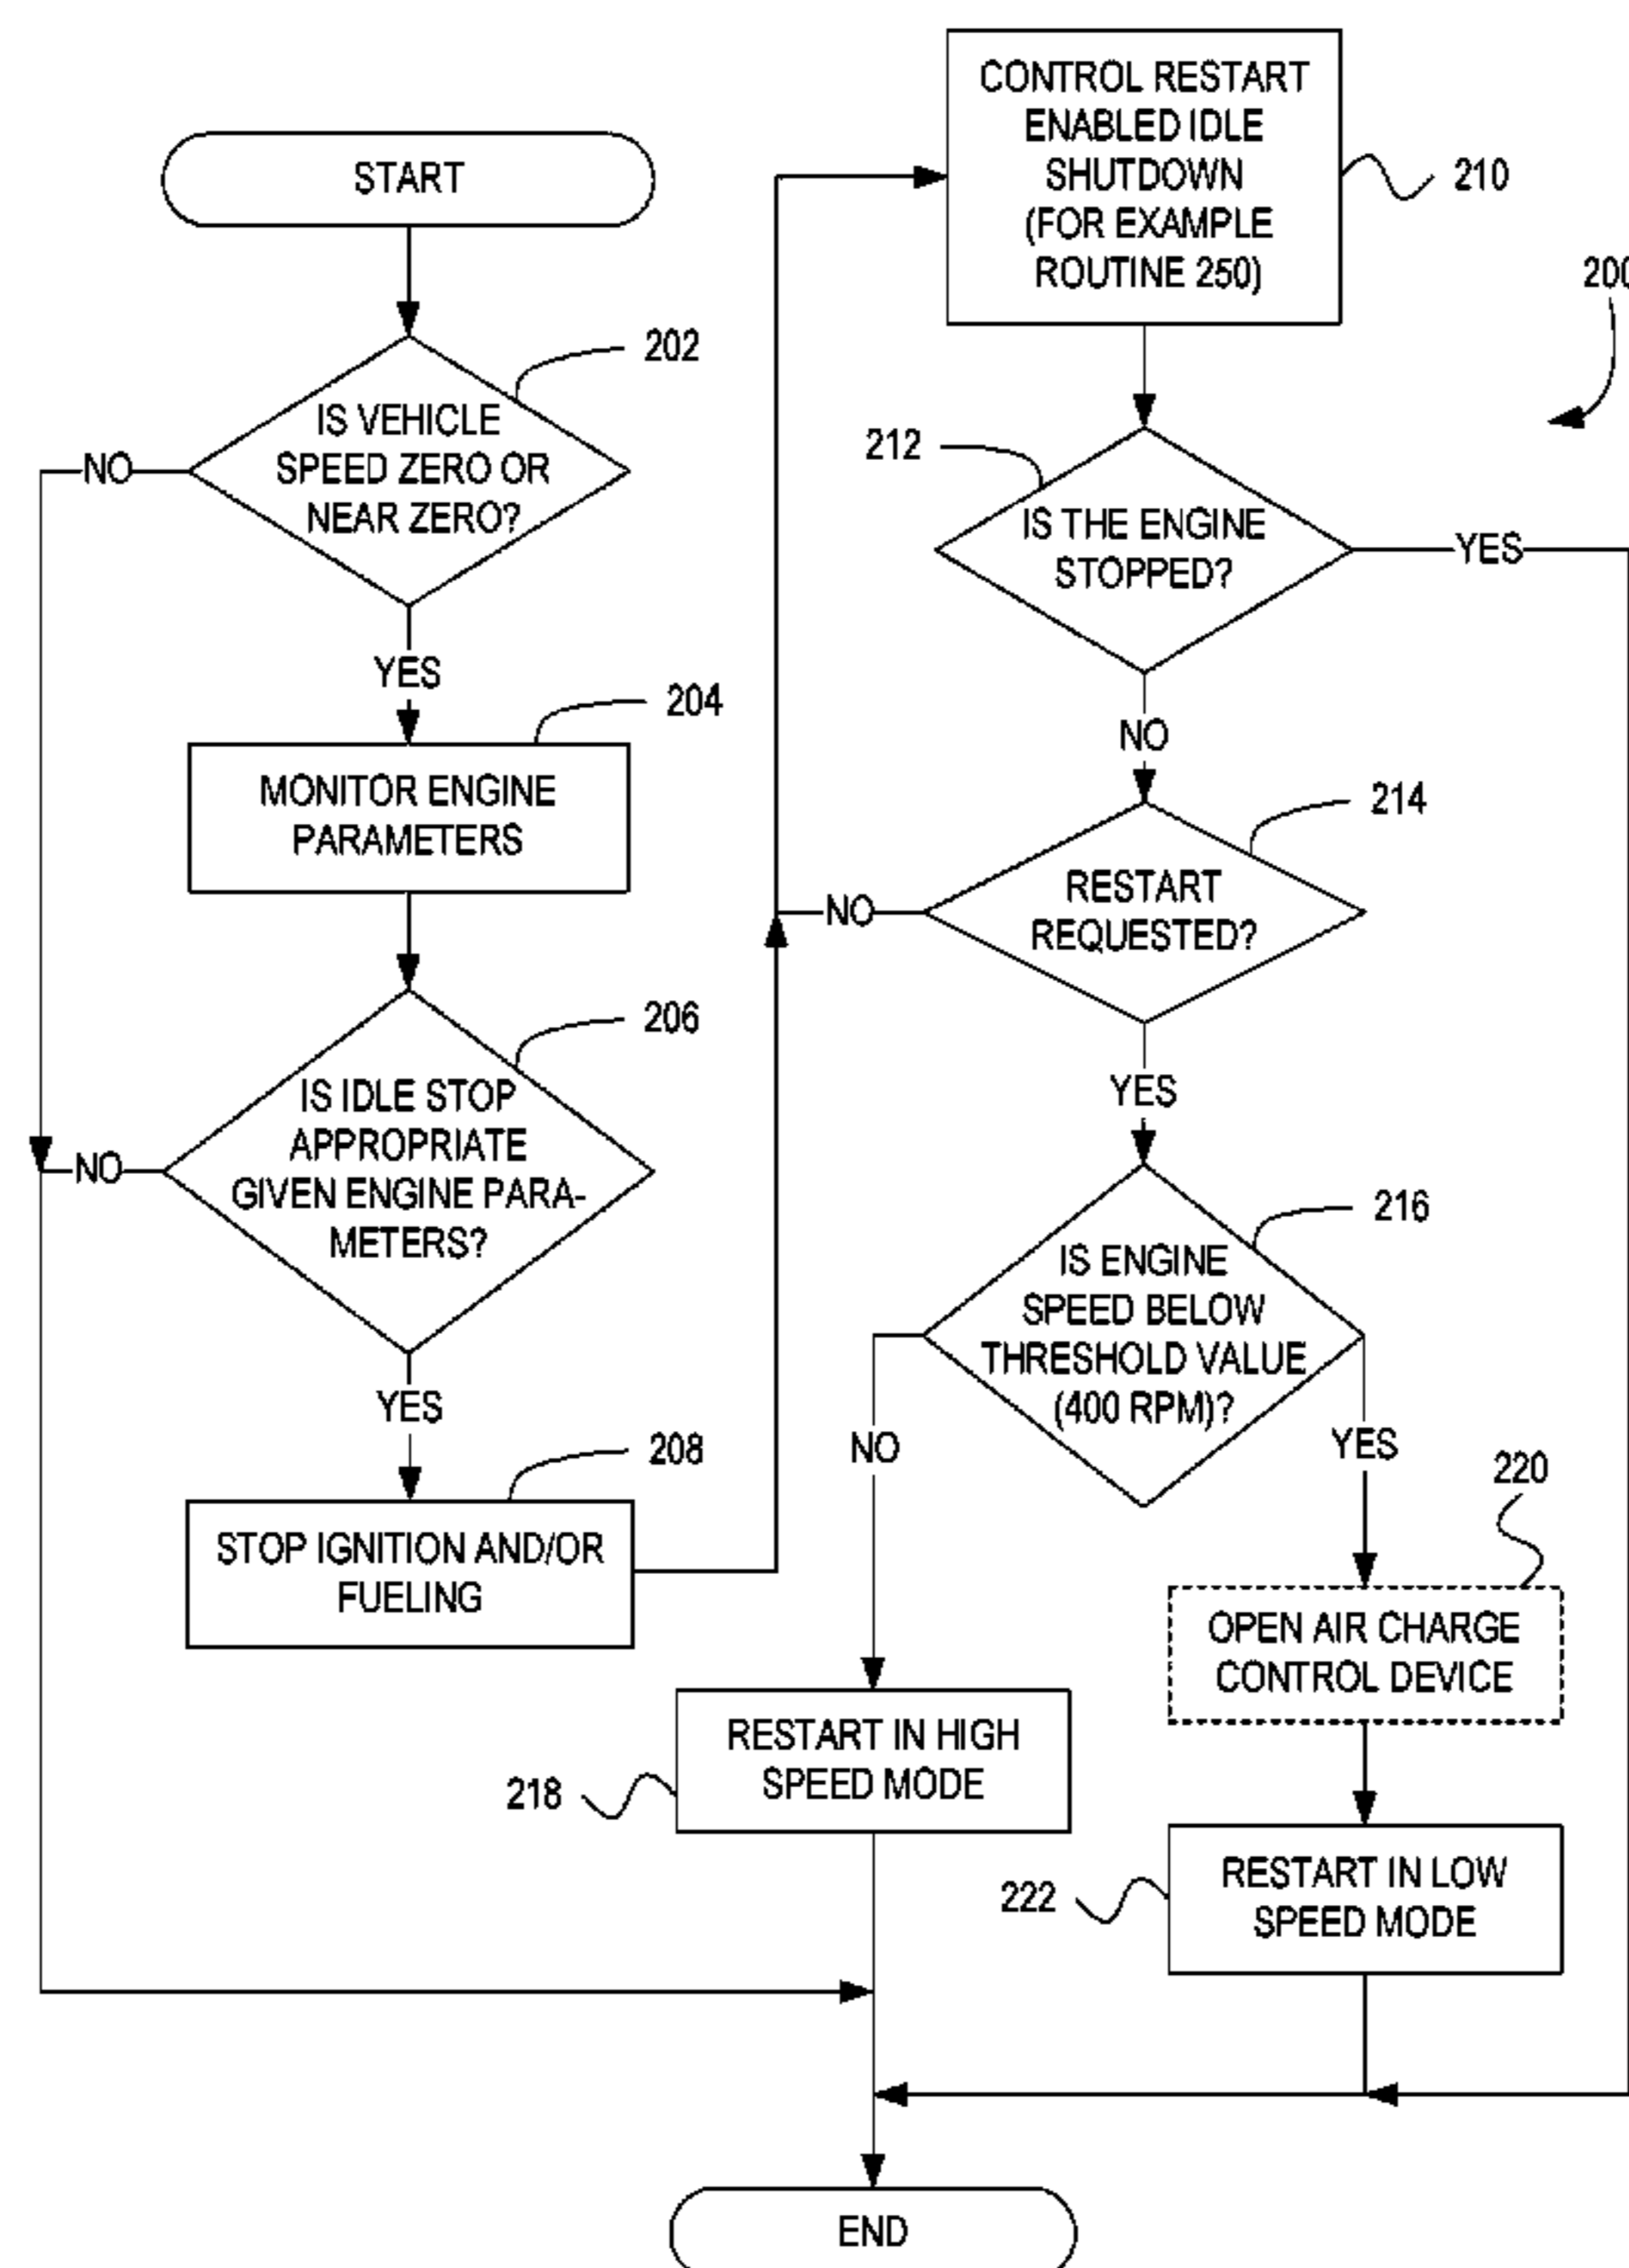 START
202
IS VEHICLE
SPEED ZERO OR
NEAR ZERO?
NO
YES
204
MONITOR ENGINE
PARAMETERS
206
IS IDLE STOP
APPROPRIATE
GIVEN ENGINE PARA-
METERS?
NO
YES
208
STOP IGNITION AND/OR
FUELING
CONTROL RESTART
ENABLED IDLE
SHUTDOWN
(FOR EXAMPLE
ROUTINE 250)
210
200
212
IS THE ENGINE
STOPPED?
YES
NO
214
RESTART
REQUESTED?
NO
YES
216
IS ENGINE
SPEED BELOW
THRESHOLD VALUE
(400 RPM)?
NO
YES
220
OPEN AIR CHARGE
CONTROL DEVICE
RESTART IN HIGH
SPEED MODE
218
RESTART IN LOW
SPEED MODE
222
END